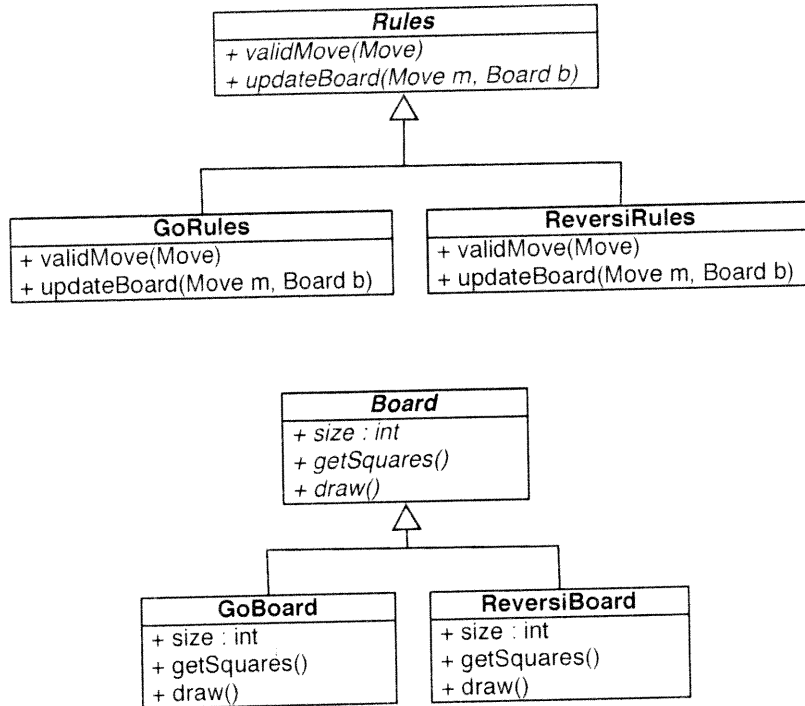 Rules
+ validMove(Move)
+ updateBoard(Move m, Board b)
GoRules
+ validMove(Move)
+ updateBoard(Move m, Board b)
ReversiRules
+ validMove(Move)
+ updateBoard(Move m, Board b)
Board
+ size : int
+ getSquares()
+ draw()
GoBoard
+ size : int
+ getSquares()
+ draw()
ReversiBoard
+ size : int
+ getSquares()
+ draw()